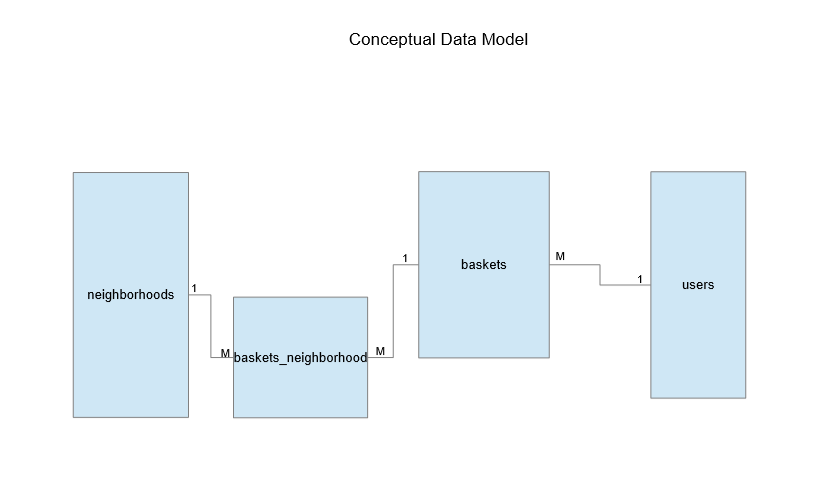 Conceptual Data Model
neighborhoods
1
M
baskets_neighborhood
M
1
baskets
M
1
users